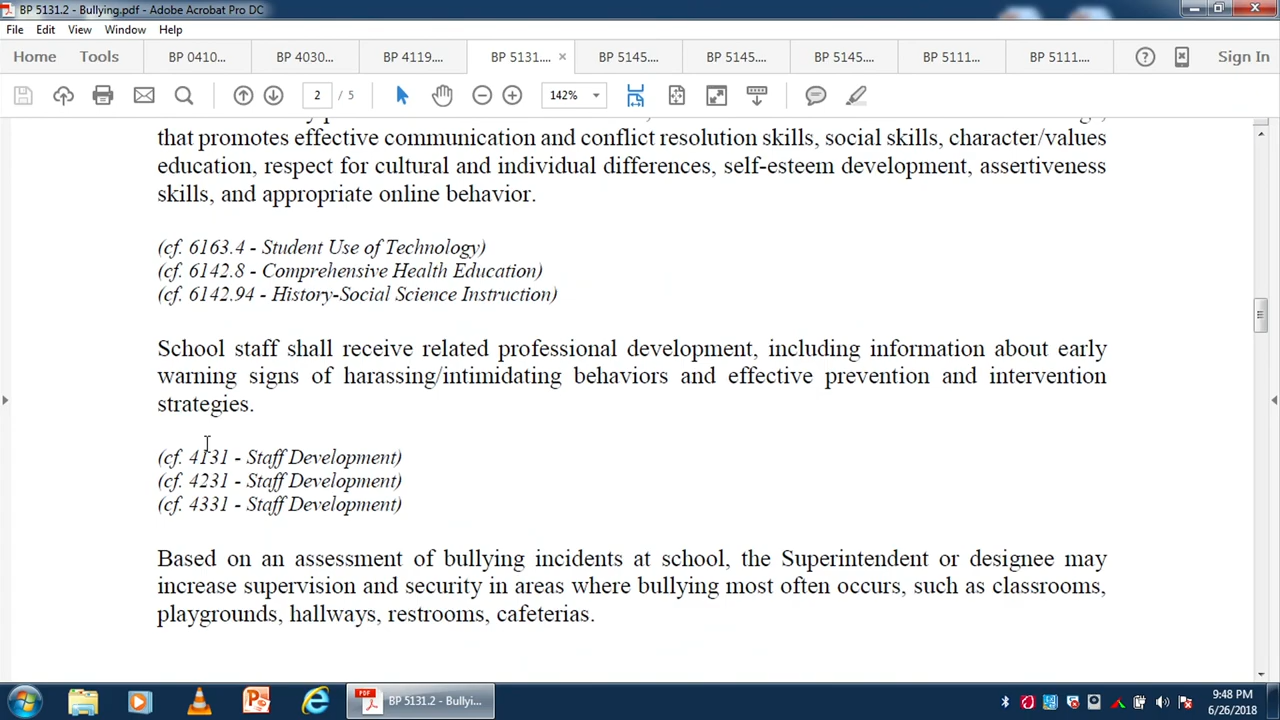 BP 5131.2 - Bullying.pdf - Adobe Acrobat Pro DC
File Edit View Window Help
Home Tools BP 0410... BP 4030... BP 4119.... BP 5131.... BP 5145.... BP 5145.... BP 5145.... BP 5111.... BP 5111.... Sign In
2 / 5 142%
that promotes effective communication and conflict resolution skills, social skills, character/values
education, respect for cultural and individual differences, self-esteem development, assertiveness
skills, and appropriate online behavior.
(cf. 6163.4 - Student Use of Technology)
(cf. 6142.8 - Comprehensive Health Education)
(cf. 6142.94 - History-Social Science Instruction)
School staff shall receive related professional development, including information about early
warning signs of harassing/intimidating behaviors and effective prevention and intervention
strategies.
(cf. 4131 - Staff Development)
(cf. 4231 - Staff Development)
(cf. 4331 - Staff Development)
Based on an assessment of bullying incidents at school, the Superintendent or designee may
increase supervision and security in areas where bullying most often occurs, such as classrooms,
playgrounds, hallways, restrooms, cafeterias.
BP 5131.2 - Bullyi...
9:48 PM
6/26/2018